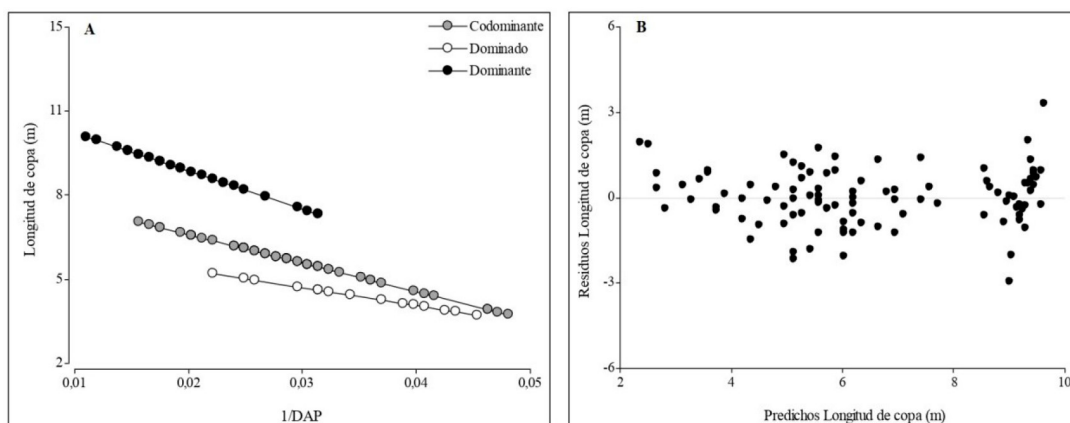 A
Codominante
Dominado
Dominante
Longitud de copa (m)
15
11
8
5
2
0,01
0,02
0,03
0,04
0,05
1/DAP
B
Residuos Longitud de copa (m)
6
3
0
-3
-6
2
4
6
8
10
Predichos Longitud de copa (m)